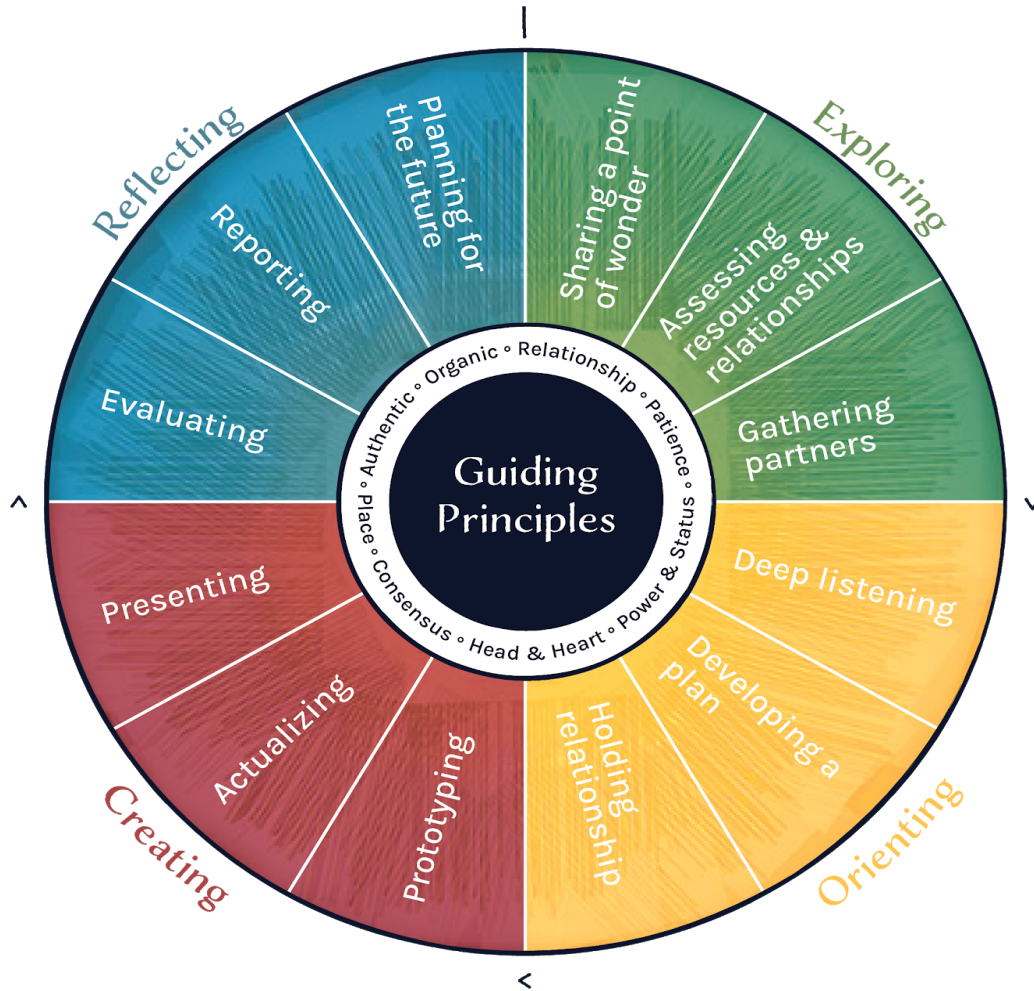 Exploring
Sharing a point
of wonder
Assessing
resources &
relationships
Gathering
partners
Orienting
Deep listening
Developing a
plan
Holding
relationship
Creating
Prototyping
Actualizing
Presenting
Reflecting
Evaluating
Reporting
Planning for
the future
Relationship ∘ Patience ∘ Power & Status ∘ Head & Heart ∘ Consensus ∘ Place ∘ Authentic ∘ Organic ∘
Guiding
Principles